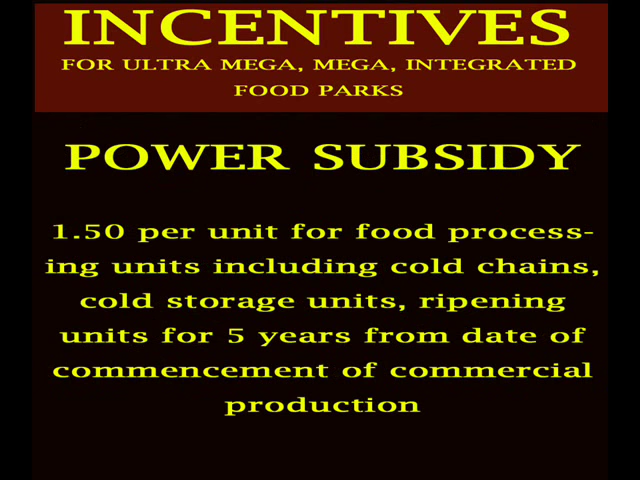 INCENTIVES
FOR ULTRA MEGA, MEGA, INTEGRATED
FOOD PARKS
POWER SUBSIDY
1.50 per unit for food process-
ing units including cold chains,
cold storage units, ripening
units for 5 years from date of
commencement of commercial
production